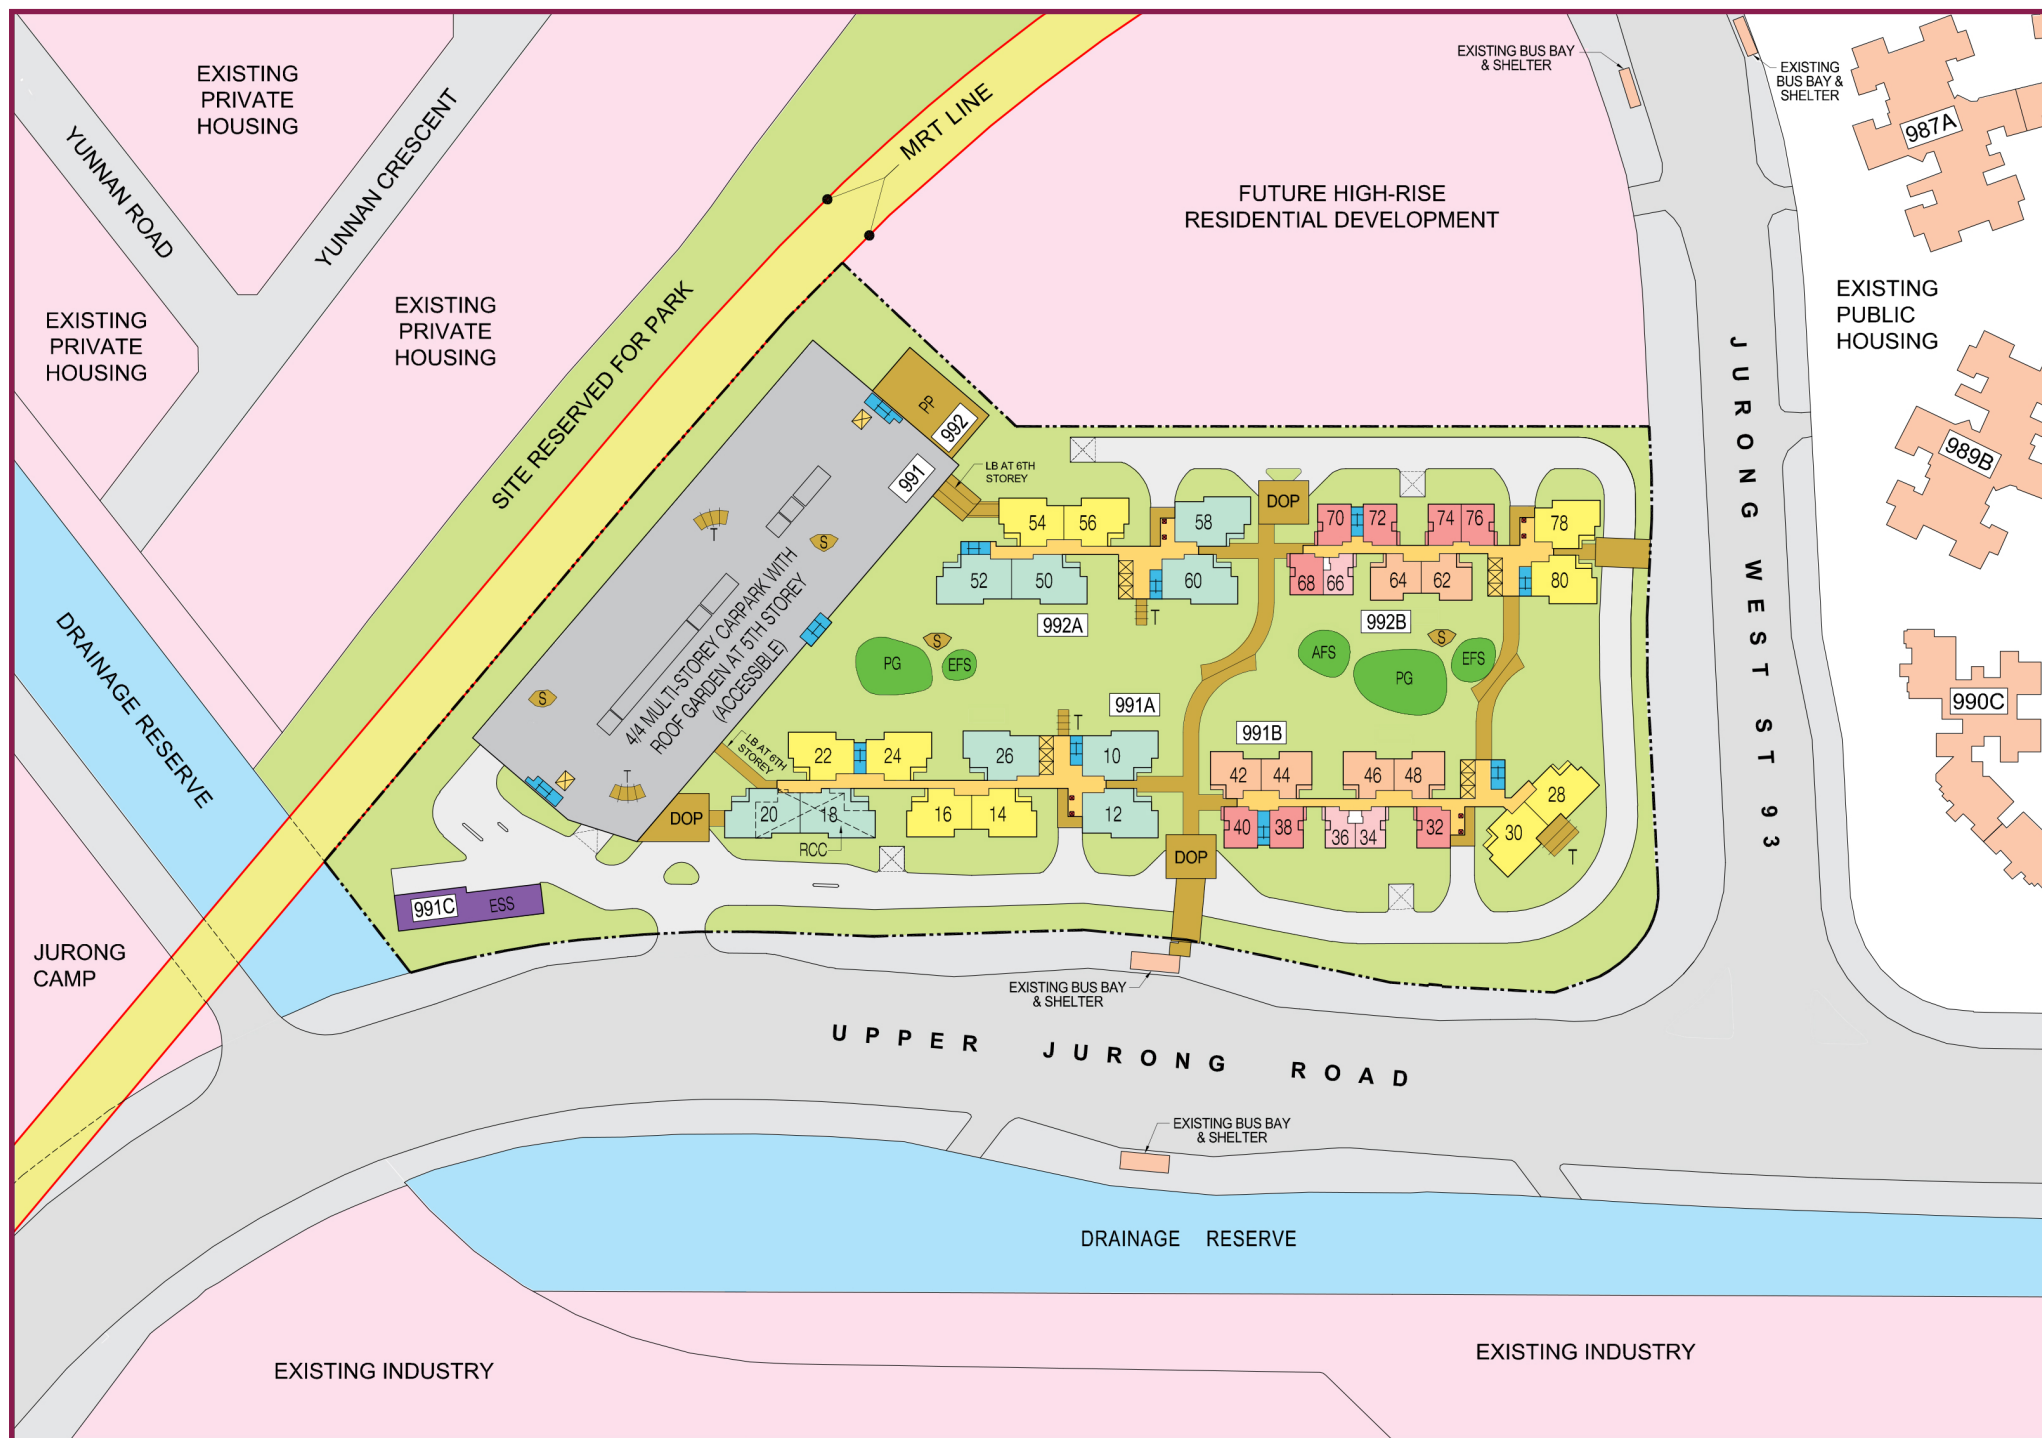 EXISTING
PRIVATE
HOUSING
YUNNAN ROAD
YUNNAN CRESCENT
EXISTING
PRIVATE
HOUSING
EXISTING
PRIVATE
HOUSING
SITE RESERVED FOR PARK
MRT LINE
FUTURE HIGH-RISE
RESIDENTIAL DEVELOPMENT
EXISTING BUS BAY
& SHELTER
EXISTING
BUS BAY &
SHELTER
987A
EXISTING
PUBLIC
HOUSING
989B
990C
JURONG WEST ST 93
DRAINAGE RESERVE
JURONG
CAMP
PP
992
991
LB AT 6TH
STOREY
T
S
4/4 MULTI-STOREY CARPARK WITH
ROOF GARDEN AT 5TH STOREY
(ACCESSIBLE)
S
T
54
56
58
52
50
60
T
992A
DOP
70
72
74
76
78
68
66
64
62
80
992B
PG
S
EFS
AFS
PG
S
EFS
991A
991B
LB AT 6TH
STOREY
22
24
26
T
10
20
18
16
14
12
RCC
DOP
42
44
46
48
28
40
38
36
34
32
30
T
DOP
991C
ESS
EXISTING BUS BAY
& SHELTER
UPPER JURONG ROAD
EXISTING BUS BAY
& SHELTER
DRAINAGE RESERVE
EXISTING INDUSTRY
EXISTING INDUSTRY